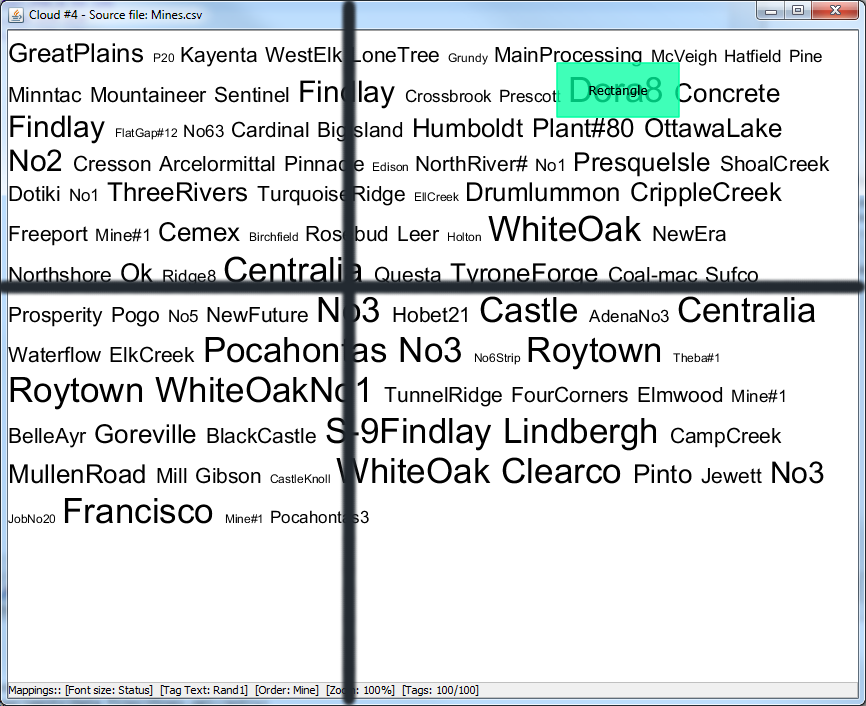 Cloud #4 - Source file: Mines.csv
GreatPlains P20 Kayenta WestElk LoneTree Grundy MainProcessing McVeigh Hatfield Pine
Minntac Mountaineer Sentinel Findlay Crossbrook Prescott Dora8 Concrete
Rectangle
Findlay FlatGap#12 No63 Cardinal BigIsland Humboldt Plant#80 OttawaLake
No2 Cresson Arcelormittal Pinnacle Edison NorthRiver# No1 PresqueIsle ShoalCreek
Dotiki No1 ThreeRivers TurquoiseRidge EllCreek Drumlummon CrippleCreek
Freeport Mine#1 Cemex Birchfield Rosebud Leer Holton WhiteOak NewEra
Northshore Ok Ridge8 Centralia Questa TyroneForge Coal-mac Sufco
Prosperity Pogo No5 NewFuture No3 Hobet21 Castle AdenaNo3 Centralia
Waterflow ElkCreek Pocahontas No3 No6Strip Roytown Theba#1
Roytown WhiteOakNo1 TunnelRidge FourCorners Elmwood Mine#1
BelleAyr Goreville BlackCastle S-9Findlay Lindbergh CampCreek
MullenRoad Mill Gibson CastleKnoll WhiteOak Clearco Pinto Jewett No3
JobNo20 Francisco Mine#1 Pocahontas3
Mappings:: [Font size: Status] [Tag Text: Rand1] [Order: Mine] [Zoom: 100%] [Tags: 100/100]